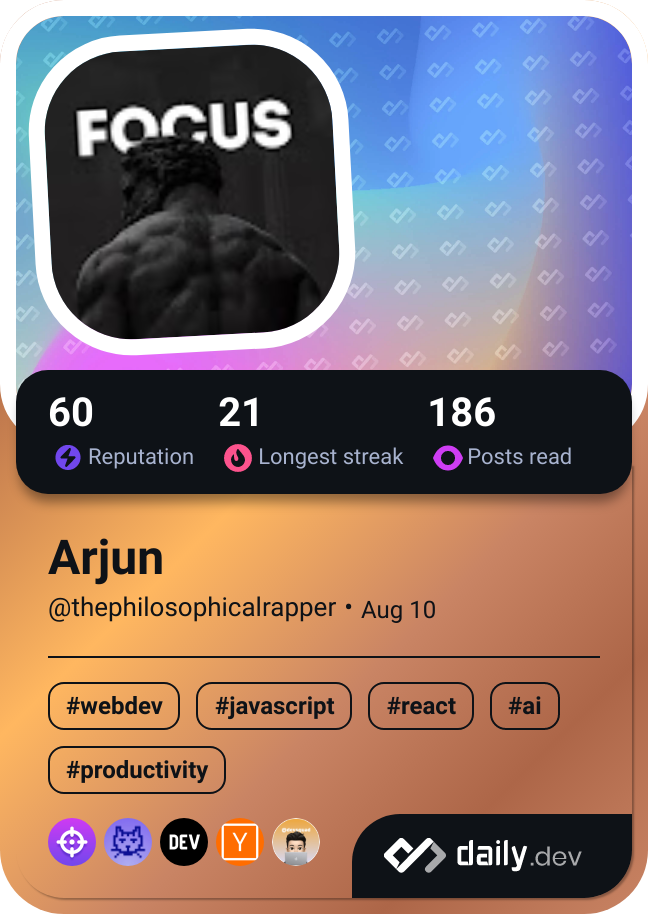 FOCUS
60 21 186
Reputation Longest streak Posts read
Arjun
@thephilosophicalrapper • Aug 10
#webdev #javascript #react #ai
#productivity
DEV Y
daily.dev